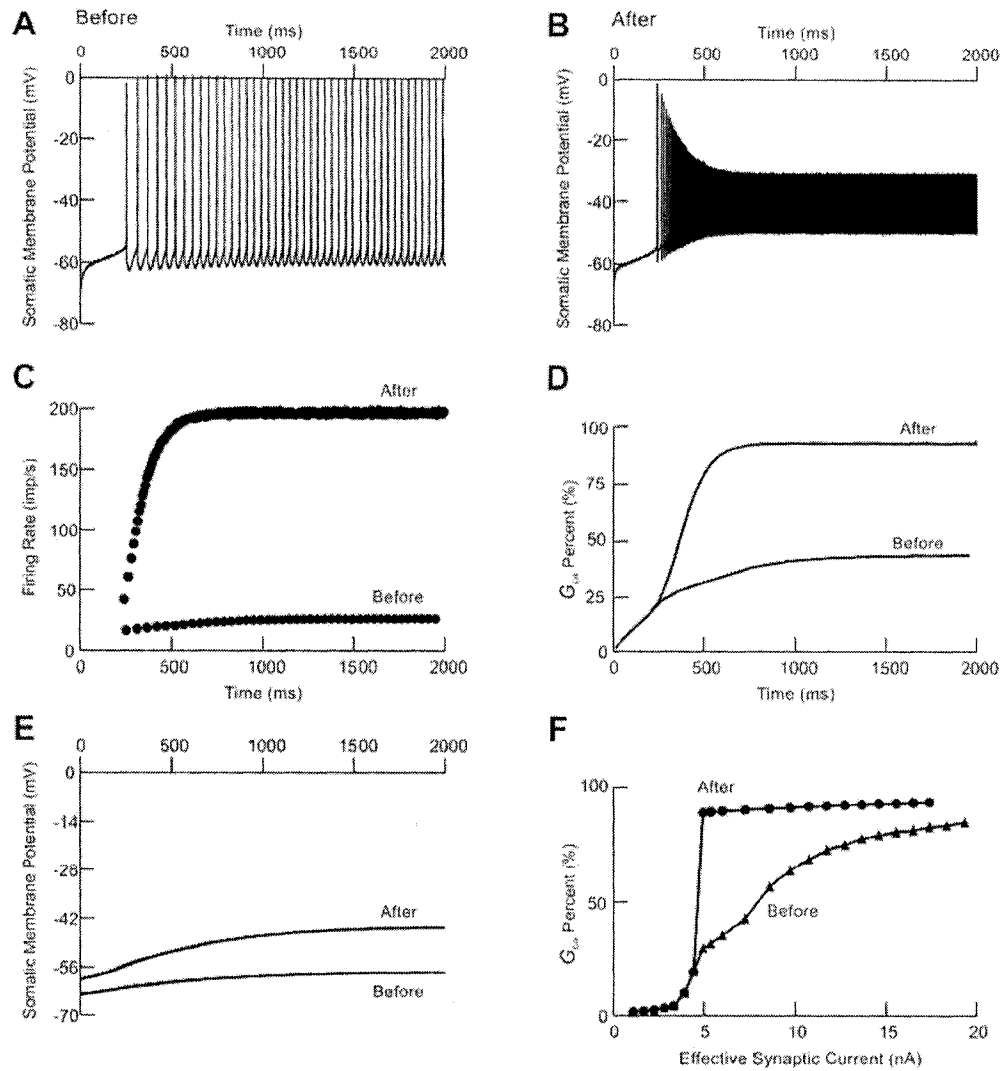 A Before
Time (ms)
0 500 1000 1500 2000
Somatic Membrane Potential (mV)
0
-20
-40
-60
-80
B After
Time (ms)
0 500 1000 1500 2000
Somatic Membrane Potential (mV)
0
-20
-40
-60
-80
C
After
Before
Firing Rate (imp/s)
200
150
100
50
0
0 500 1000 1500 2000
Time (ms)
D
After
Before
G Percent (%)
100
75
50
25
0
0 500 1000 1500 2000
Time (ms)
E
0 500 1000 1500 2000
Somatic Membrane Potential (mV)
0
-14
-28
-42
-56
-70
After
Before
F
After
Before
G Percent (%)
100
50
0
0 5 10 15 20
Effective Synaptic Current (nA)